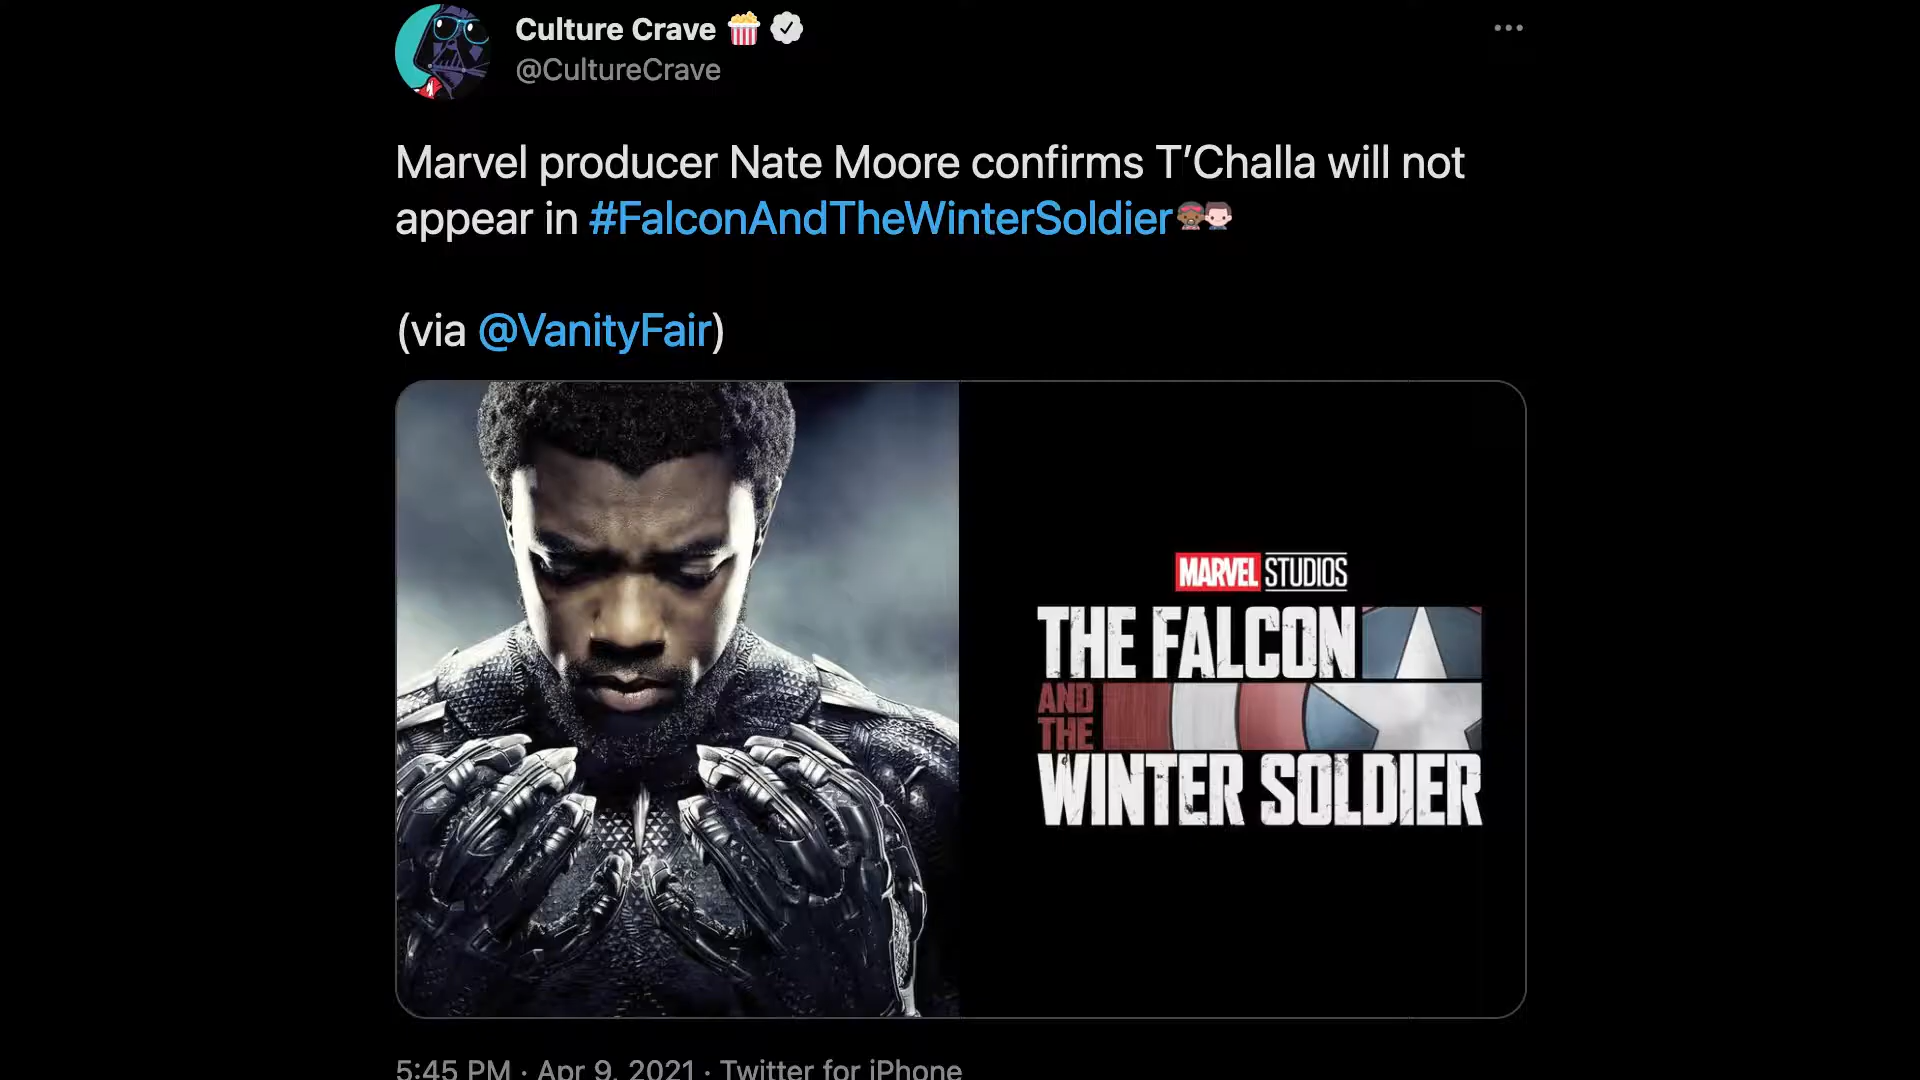 Culture Crave 🍿
@CultureCrave
Marvel producer Nate Moore confirms T’Challa will not
appear in #FalconAndTheWinterSoldier
(via @VanityFair)
MARVEL STUDIOS
THE FALCON
AND
THE
WINTER SOLDIER
5:45 PM · Apr 9, 2021 · Twitter for iPhone